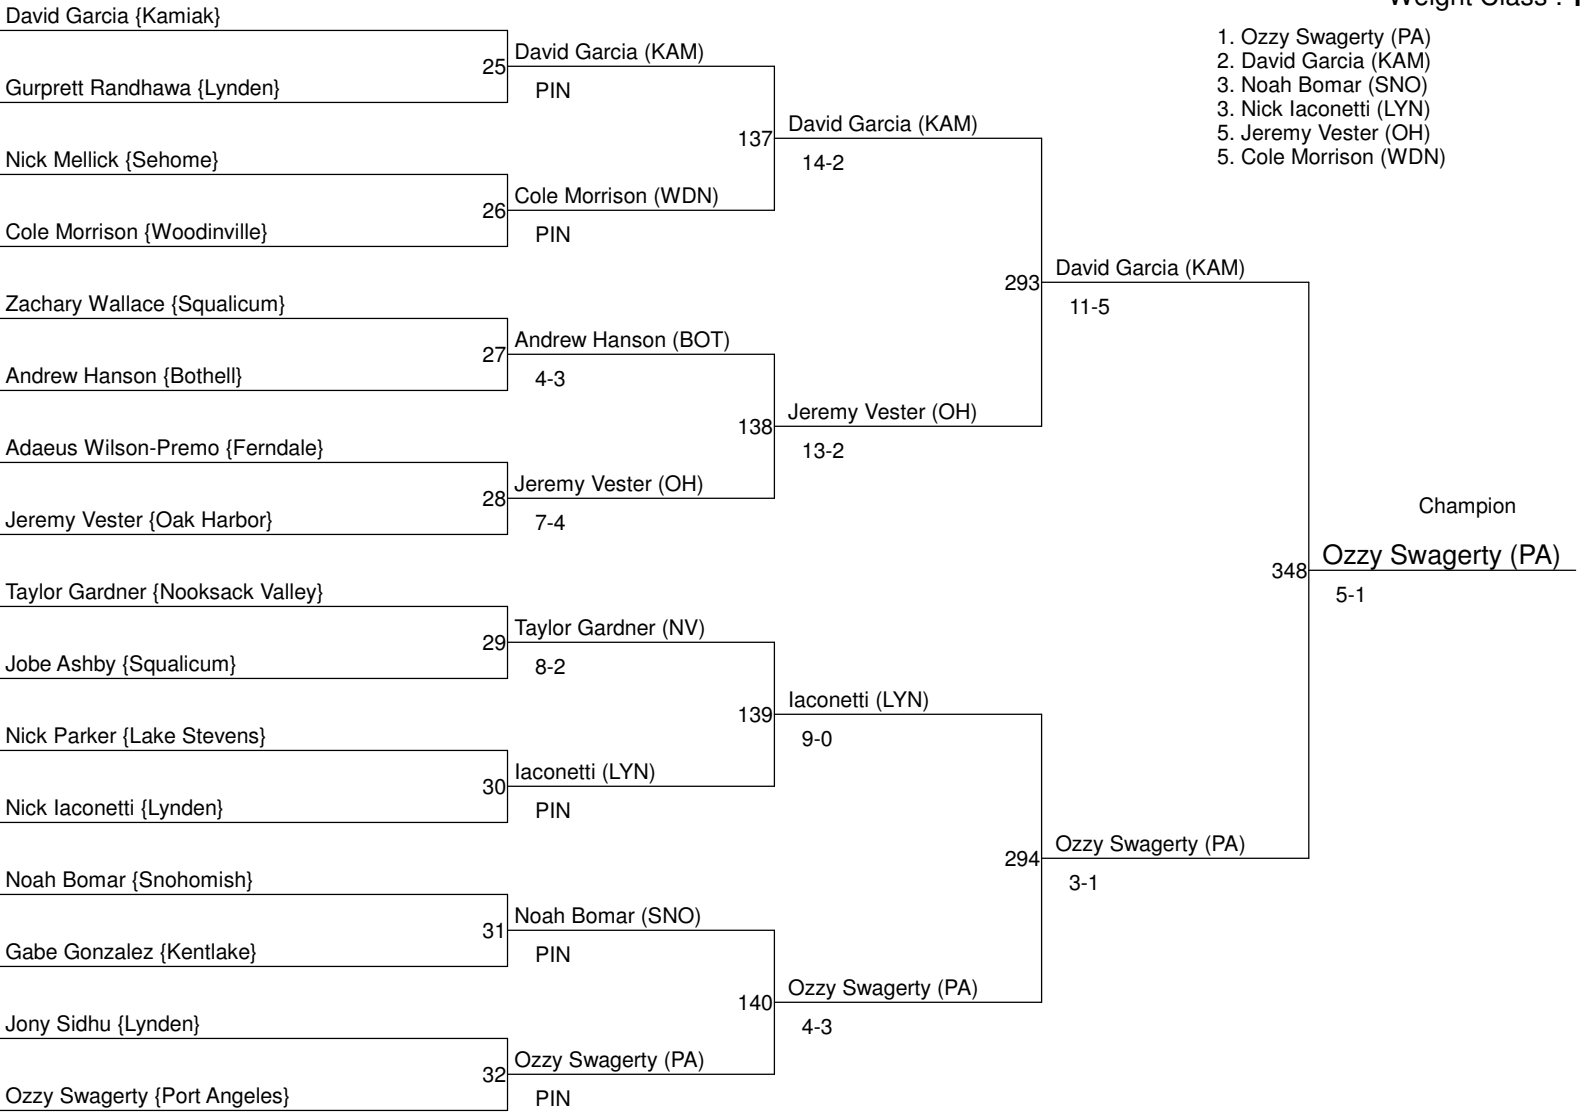 David Garcia {Kamiak}
Gurprett Randhawa {Lynden}
Nick Mellick {Sehome}
Cole Morrison {Woodinville}
Zachary Wallace {Squalicum}
Andrew Hanson {Bothell}
Adaeus Wilson-Premo {Ferndale}
Jeremy Vester {Oak Harbor}
Taylor Gardner {Nooksack Valley}
Jobe Ashby {Squalicum}
Nick Parker {Lake Stevens}
Nick Iaconetti {Lynden}
Noah Bomar {Snohomish}
Gabe Gonzalez {Kentlake}
Jony Sidhu {Lynden}
Ozzy Swagerty {Port Angeles}
25 David Garcia (KAM)
PIN
26 Cole Morrison (WDN)
PIN
27 Andrew Hanson (BOT)
4-3
28 Jeremy Vester (OH)
7-4
29 Taylor Gardner (NV)
8-2
30 Iaconetti (LYN)
PIN
31 Noah Bomar (SNO)
PIN
32 Ozzy Swagerty (PA)
PIN
137 David Garcia (KAM)
14-2
138 Jeremy Vester (OH)
13-2
139 Iaconetti (LYN)
9-0
140 Ozzy Swagerty (PA)
4-3
293 David Garcia (KAM)
11-5
294 Ozzy Swagerty (PA)
3-1
Champion
348 Ozzy Swagerty (PA)
5-1
Weight Class :
1. Ozzy Swagerty (PA)
2. David Garcia (KAM)
3. Noah Bomar (SNO)
3. Nick Iaconetti (LYN)
5. Jeremy Vester (OH)
5. Cole Morrison (WDN)